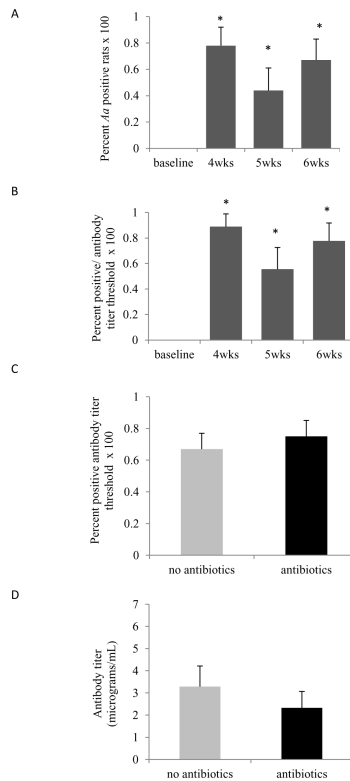 A
Percent Aa positive rats x 100
1
0.8
0.6
0.4
0.2
0
*
*
*
baseline 4wks 5wks 6wks
B
Percent positive/ antibody
titer threshold x 100
1
0.8
0.6
0.4
0.2
0
*
*
*
baseline 4wks 5wks 6wks
C
Percent positive antibody titer
threshold x 100
1
0.8
0.6
0.4
0.2
0
no antibiotics antibiotics
D
Antibody titer
(micrograms/mL)
7
6
5
4
3
2
1
0
no antibiotics antibiotics